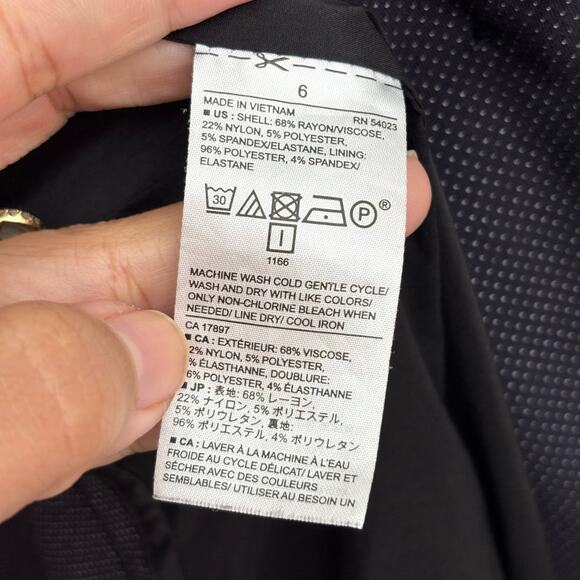 6
MADE IN VIETNAM RN 54023
■ US : SHELL: 68% RAYON/VISCOSE,
22% NYLON, 5% POLYESTER,
5% SPANDEX/ELASTANE, LINING:
96% POLYESTER, 4% SPANDEX/
ELASTANE
30 P ®
1166
MACHINE WASH COLD GENTLE CYCLE/
WASH AND DRY WITH LIKE COLORS/
ONLY NON-CHLORINE BLEACH WHEN
NEEDED/ LINE DRY/ COOL IRON
CA 17897
■ CA : EXTÉRIEUR: 68% VISCOSE,
2% NYLON, 5% POLYESTER,
% ÉLASTHANNE, DOUBLURE:
6% POLYESTER, 4% ÉLASTHANNE
■ JP : 表地: 68% レーヨン,
22% ナイロン, 5% ポリエステル,
5% ポリウレタン, 裏地:
96% ポリエステル, 4% ポリウレタン
■ CA : LAVER À LA MACHINE À L'EAU
FROIDE AU CYCLE DÉLICAT/ LAVER ET
SÉCHER AVEC DES COULEURS
SEMBLABLES/ UTILISER AU BESOIN UN